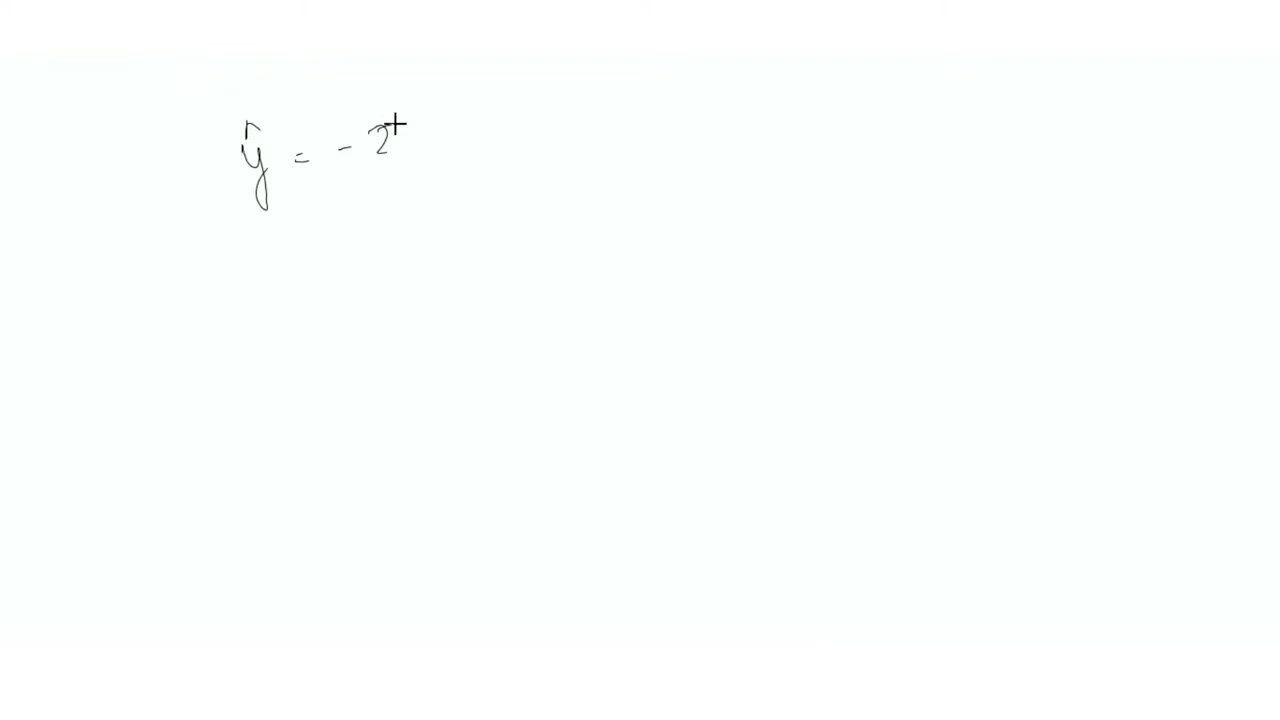 ŷ = - 2